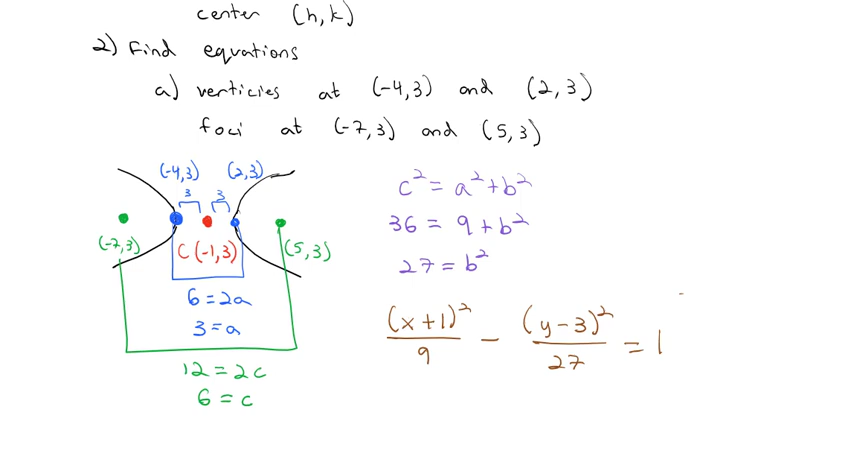 center (h,k)
2) Find equations
a) verticies at (-4,3) and (2,3)
foci at (-7,3) and (5,3)
(-4,3) (2,3)
3 3
(-7,3) C (-1,3) (5,3)
6 = 2a
3 = a
12 = 2c
6 = c
c² = a² + b²
36 = 9 + b²
27 = b²
(x+1)²/9 - (y-3)²/27 = 1